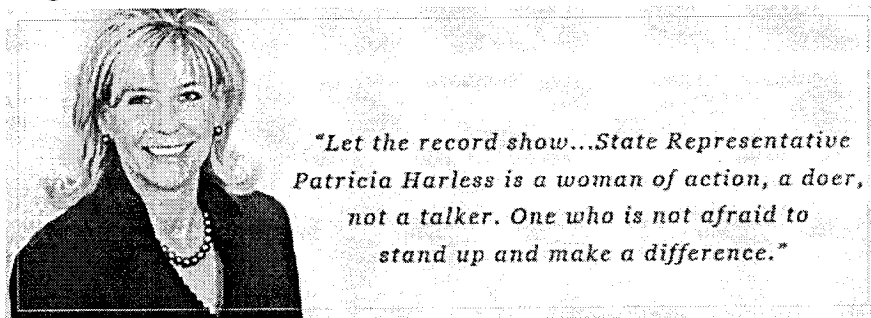 "Let the record show...State Representative
Patricia Harless is a woman of action, a doer,
not a talker. One who is not afraid to
stand up and make a difference."